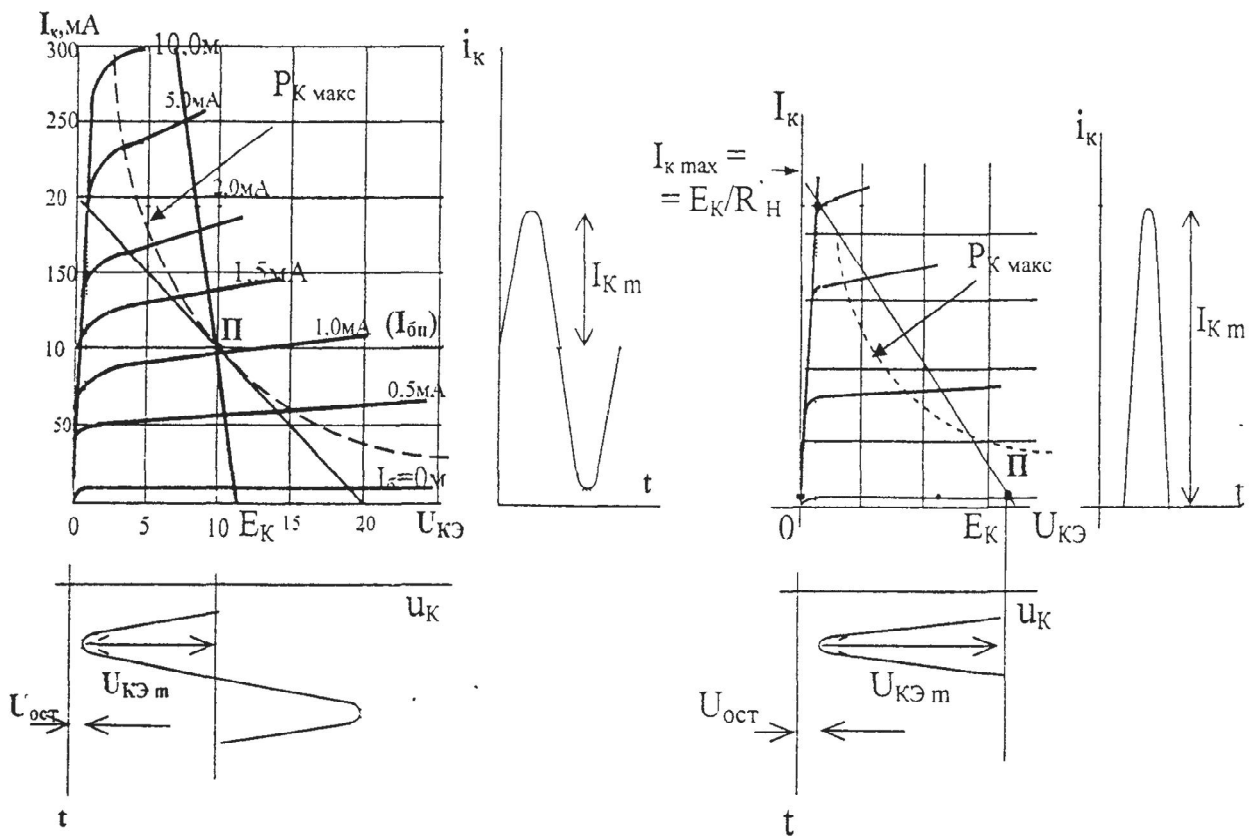 Iк,мА
300
10.0м
Pк макс
5.0мА
250
20
2.0мА
150
1.5мА
П
1.0мА
(Iбп)
10
0.5мА
50
Iб=0м
0
5
10
Eк
15
20
Uкэ
iк
Iк m
t
uк
Uкэ m
Uост
t
Iк
Iк max =
= Eк/R'н
Pк макс
П
0
Eк
Uкэ
iк
Iк m
uк
Uкэ m
Uост
t